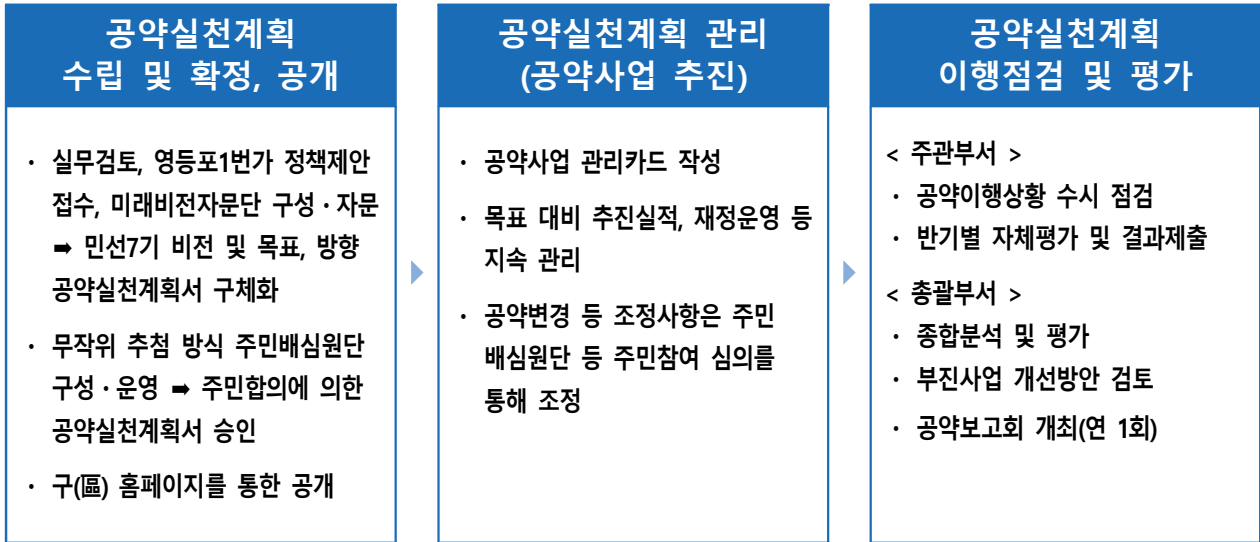 공약실천계획
수립 및 확정, 공개
· 실무검토, 영등포1번가 정책제안
접수, 미래비전자문단 구성·자문
➡ 민선7기 비전 및 목표, 방향
공약실천계획서 구체화
· 무작위 추첨 방식 주민배심원단
구성·운영 ➡ 주민합의에 의한
공약실천계획서 승인
· 구(區) 홈페이지를 통한 공개
공약실천계획 관리
(공약사업 추진)
· 공약사업 관리카드 작성
· 목표 대비 추진실적, 재정운영 등
지속 관리
· 공약변경 등 조정사항은 주민
배심원단 등 주민참여 심의를
통해 조정
공약실천계획
이행점검 및 평가
< 주관부서 >
· 공약이행상황 수시 점검
· 반기별 자체평가 및 결과제출
< 총괄부서 >
· 종합분석 및 평가
· 부진사업 개선방안 검토
· 공약보고회 개최(연 1회)